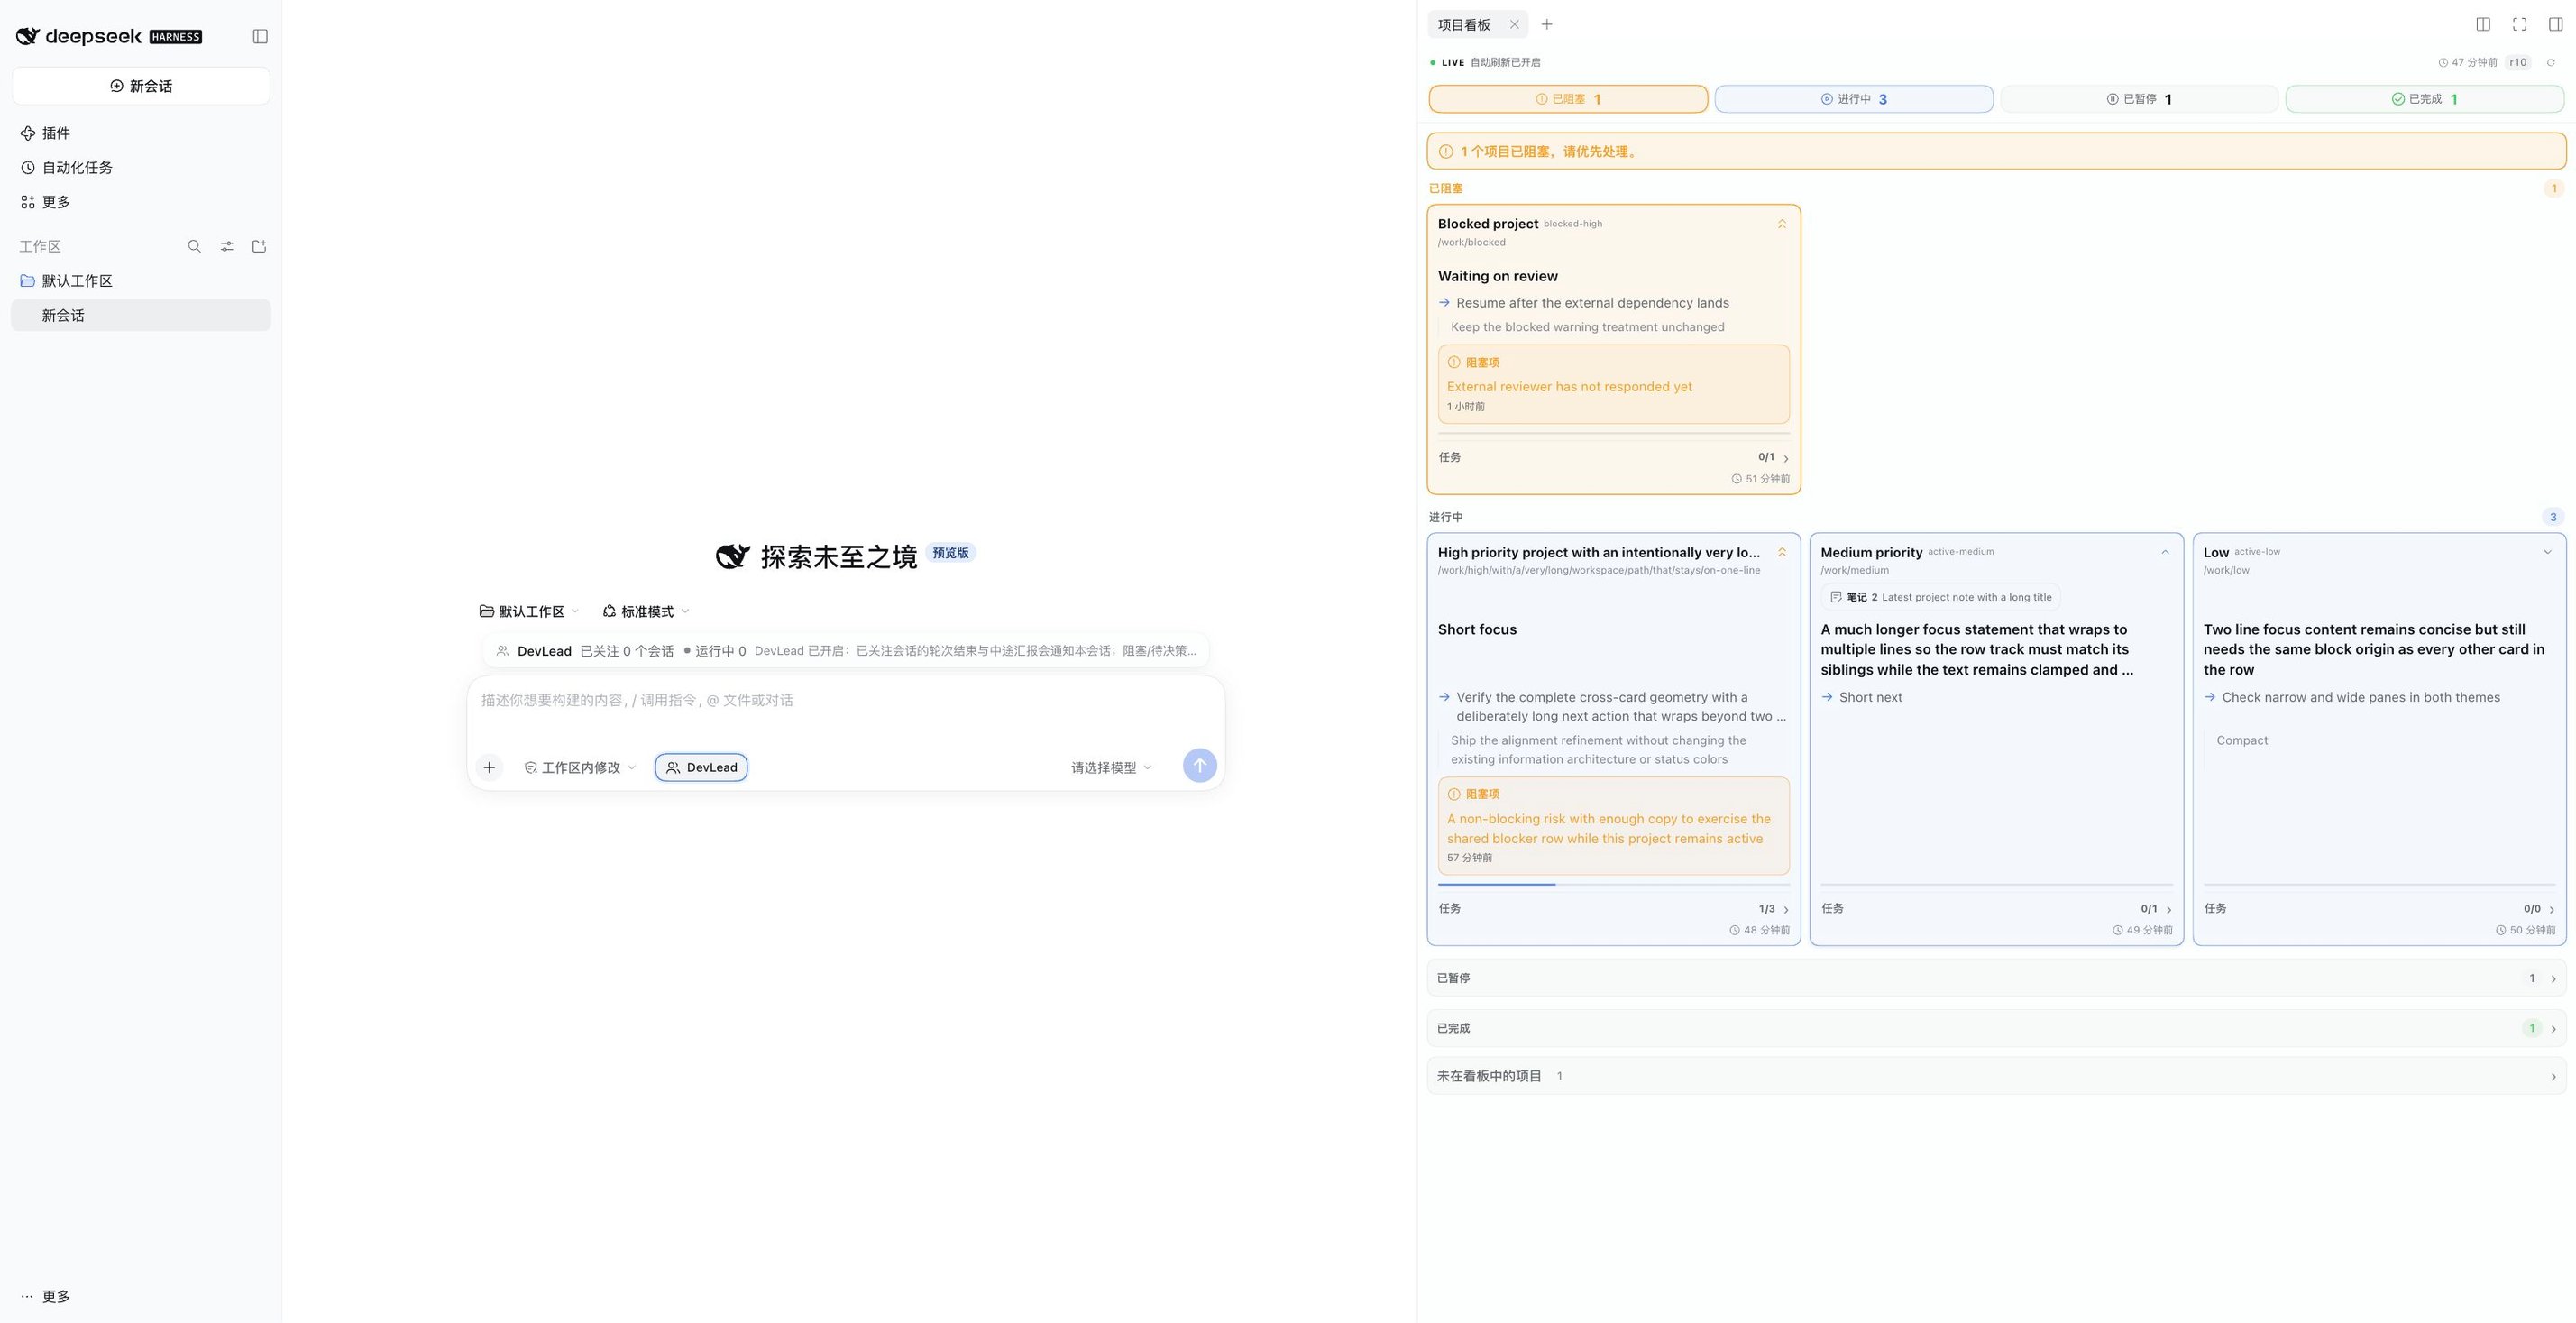 deepseek HARNESS
新会话
插件
自动化任务
更多
工作区
默认工作区
新会话
更多
探索未至之境 预览版
默认工作区 标准模式
DevLead 已关注 0 个会话 运行中 0 DevLead 已开启：已关注会话的轮次结束与中途汇报会通知本会话；阻塞/待决策...
描述你想要构建的内容, / 调用指令, @ 文件或对话
工作区内修改 DevLead 请选择模型
项目看板
LIVE 自动刷新已开启 47 分钟前 r10
已阻塞 1 进行中 3 已暂停 1 已完成 1
1 个项目已阻塞，请优先处理。
已阻塞 1
Blocked project blocked-high
/work/blocked
Waiting on review
Resume after the external dependency lands
Keep the blocked warning treatment unchanged
阻塞项
External reviewer has not responded yet
1 小时前
任务 0/1
51 分钟前
进行中 3
High priority project with an intentionally very lo...
/work/high/with/a/very/long/workspace/path/that/stays/on-one-line
Short focus
Verify the complete cross-card geometry with a
deliberately long next action that wraps beyond two ...
Ship the alignment refinement without changing the
existing information architecture or status colors
阻塞项
A non-blocking risk with enough copy to exercise the
shared blocker row while this project remains active
57 分钟前
任务 1/3
48 分钟前
Medium priority active-medium
/work/medium
笔记 2 Latest project note with a long title
A much longer focus statement that wraps to
multiple lines so the row track must match its
siblings while the text remains clamped and ...
Short next
任务 0/1
49 分钟前
Low active-low
/work/low
Two line focus content remains concise but still
needs the same block origin as every other card in
the row
Check narrow and wide panes in both themes
Compact
任务 0/0
50 分钟前
已暂停 1
已完成 1
未在看板中的项目 1